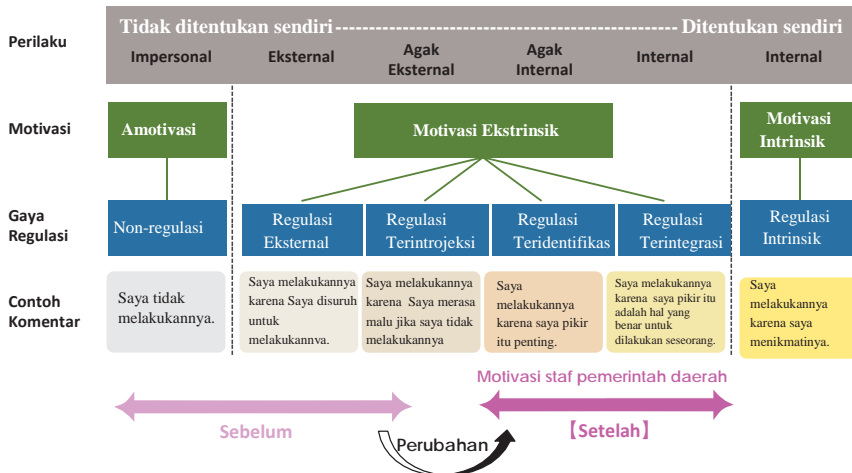 Perilaku
Tidak ditentukan sendiri ---------------------------------------- Ditentukan sendiri
Impersonal
Eksternal
Agak
Eksternal
Agak
Internal
Internal
Internal
Motivasi
Amotivasi
Motivasi Ekstrinsik
Motivasi
Intrinsik
Gaya
Regulasi
Non-regulasi
Regulasi
Eksternal
Regulasi
Terintrojeksi
Regulasi
Teridentifikas
Regulasi
Terintegrasi
Regulasi
Intrinsik
Contoh
Komentar
Saya tidak
melakukannya.
Saya melakukannya
karena Saya disuruh
untuk
melakukannva.
Saya melakukannya
karena Saya merasa
malu jika saya tidak
melakukannya
Saya
melakukannya
karena saya pikir
itu penting.
Saya melakukannya
karena saya pikir itu
adalah hal yang
benar untuk
dilakukan seseorang.
Saya
melakukannya
karena saya
menikmatinya.
Motivasi staf pemerintah daerah
Sebelum
Perubahan
【Setelah】